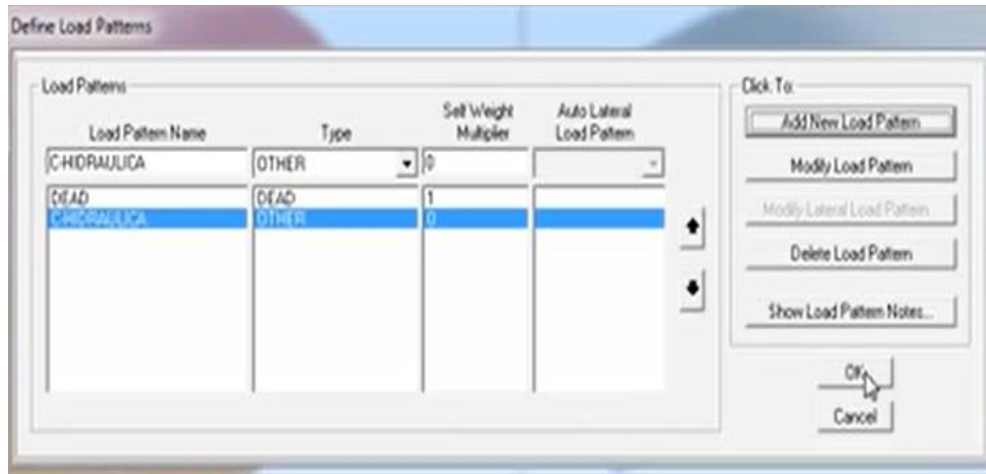 Define Load Patterns
Load Patterns
Click To:
Load Pattern Name
Type
Self Weight Multiplier
Auto Lateral Load Pattern
C-HIDRAULICA
OTHER
0
DEAD
DEAD
1
C-HIDRAULICA
OTHER
0
Add New Load Pattern
Modify Load Pattern
Modify Lateral Load Pattern...
Delete Load Pattern
Show Load Pattern Notes...
OK
Cancel